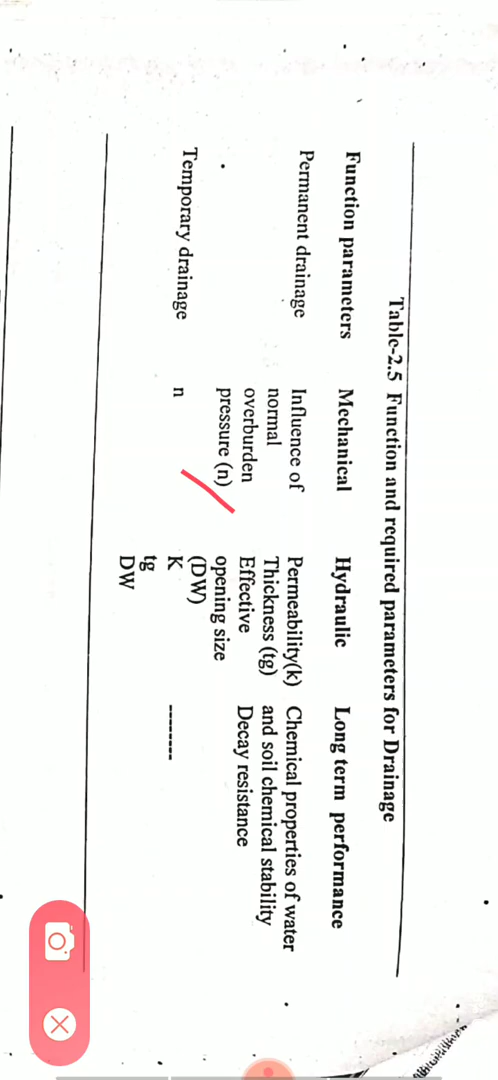 Table-2.5 Function and required parameters for Drainage
Function parameters Mechanical Hydraulic Long term performance
Permanent drainage Influence of Permeability(k) Chemical properties of water
normal Thickness (tg) and soil chemical stability
overburden Effective Decay resistance
pressure (n) opening size
(DW)
Temporary drainage n K --------
tg
DW